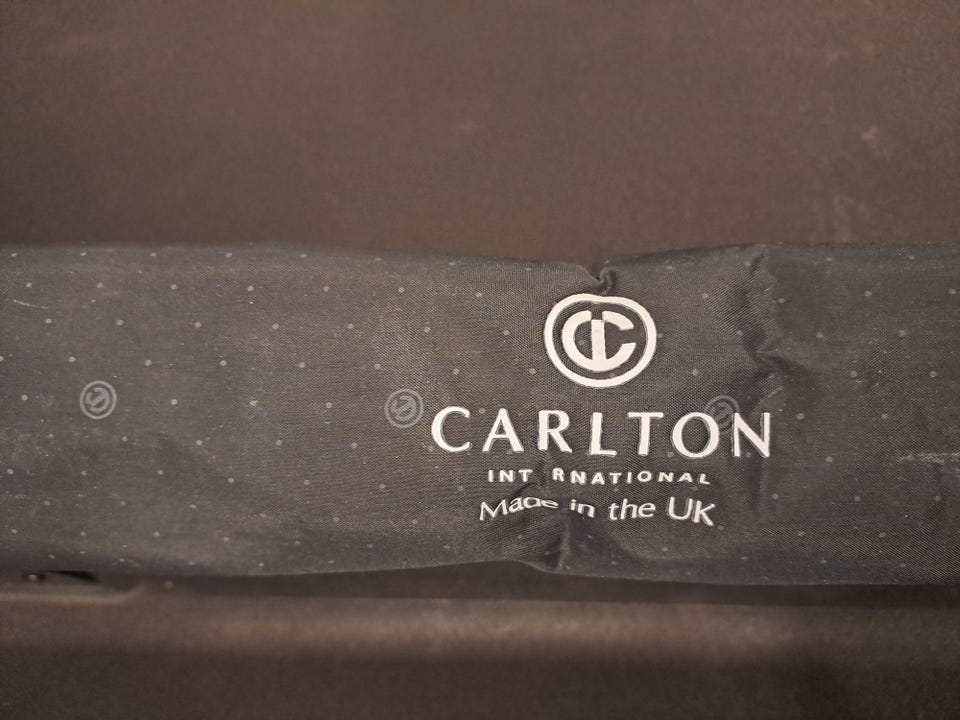 CARLTON
INT RNATIONAL
Made in the UK